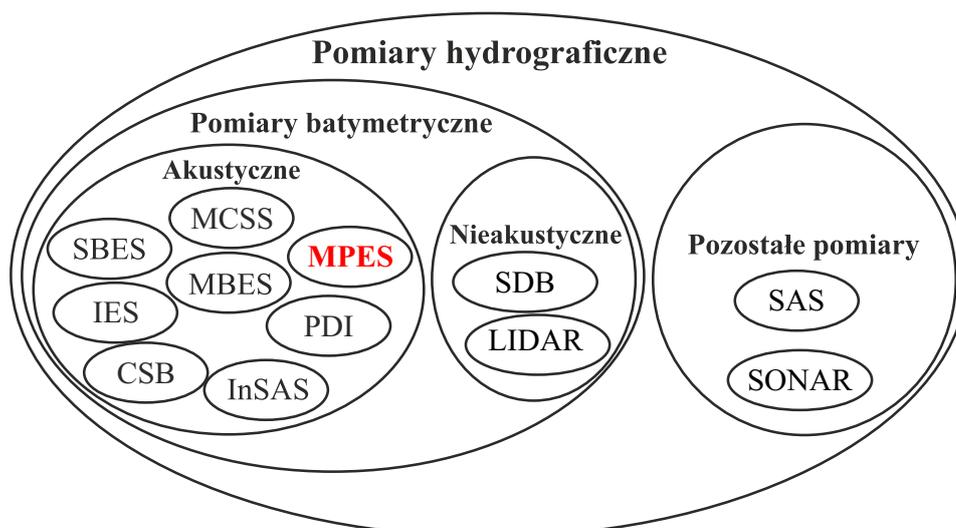 Pomiary hydrograficzne
Pomiary batymetryczne
Akustyczne
MCSS
SBES
MPES
MBES
IES
PDI
CSB
InSAS
Nieakustyczne
SDB
LIDAR
Pozostałe pomiary
SAS
SONAR